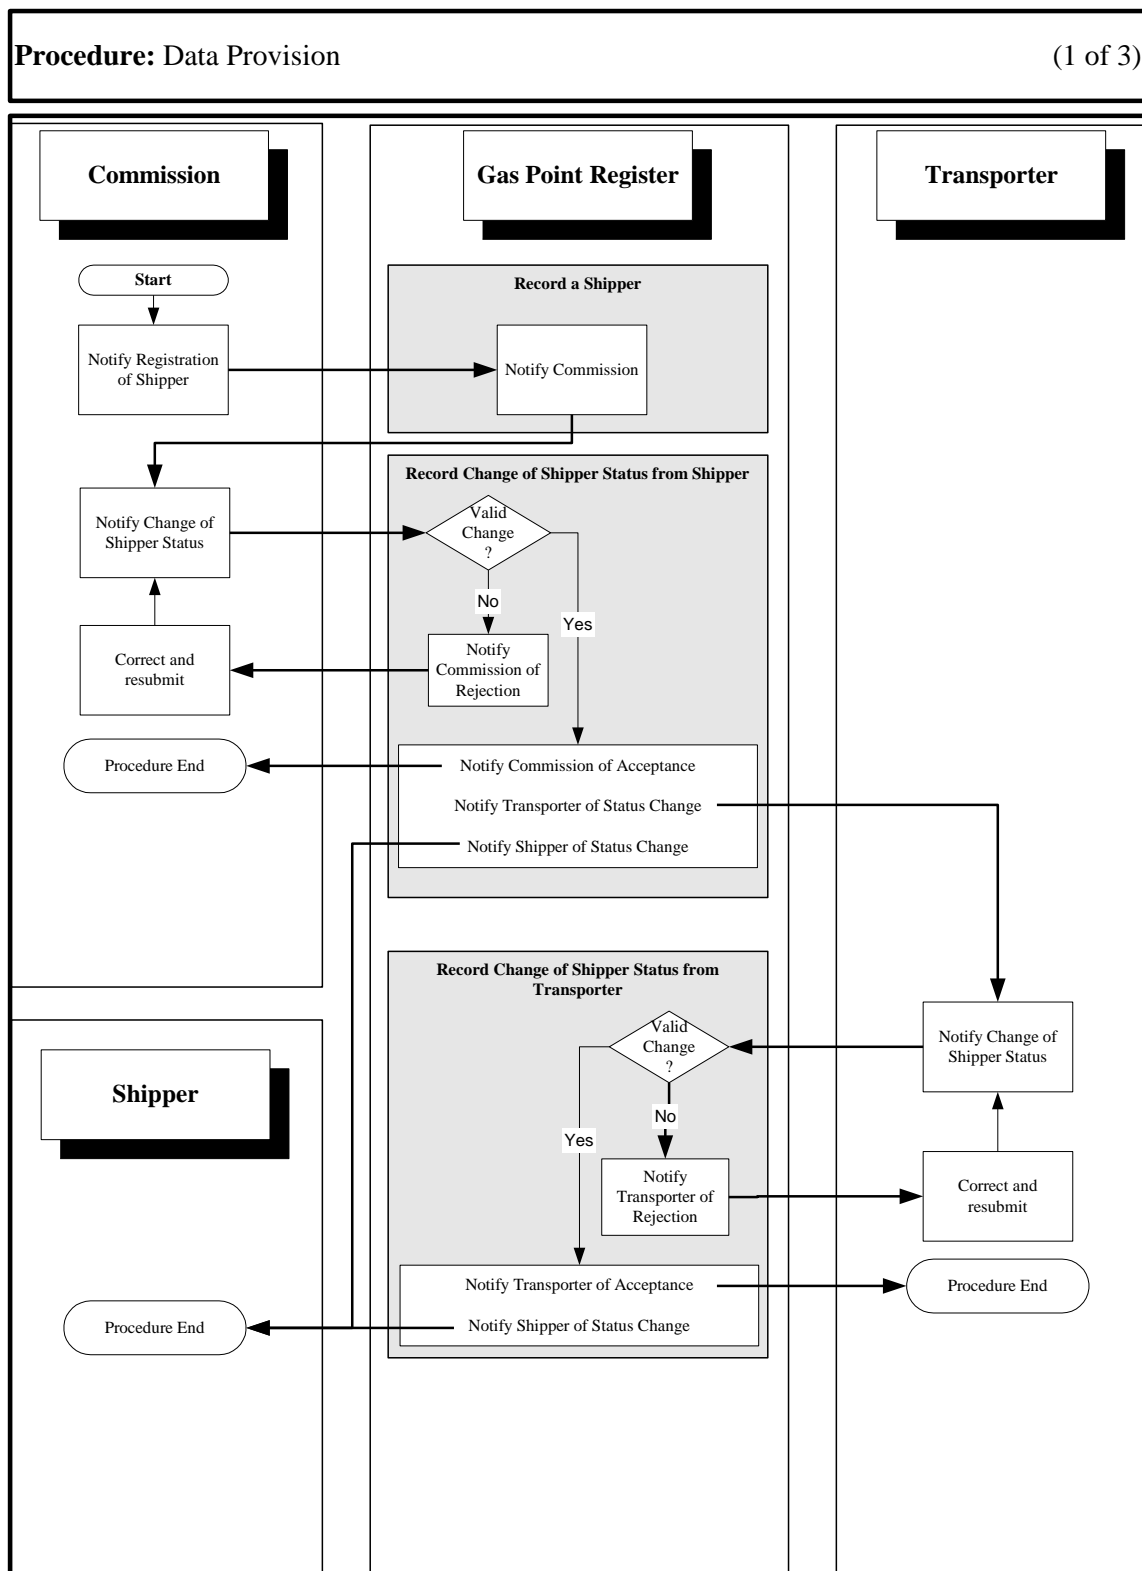 Procedure: Data Provision (1 of 3)
Commission
Gas Point Register
Transporter
Start
Record a Shipper
Notify Registration
of Shipper
Notify Commission
Record Change of Shipper Status from Shipper
Notify Change of
Shipper Status
Valid
Change
?
No
Yes
Correct and
resubmit
Notify
Commission of
Rejection
Procedure End
Notify Commission of Acceptance
Notify Transporter of Status Change
Notify Shipper of Status Change
Record Change of Shipper Status from
Transporter
Valid
Change
?
Notify Change of
Shipper Status
Shipper
No
Yes
Notify
Transporter of
Rejection
Correct and
resubmit
Notify Transporter of Acceptance
Procedure End
Procedure End
Notify Shipper of Status Change